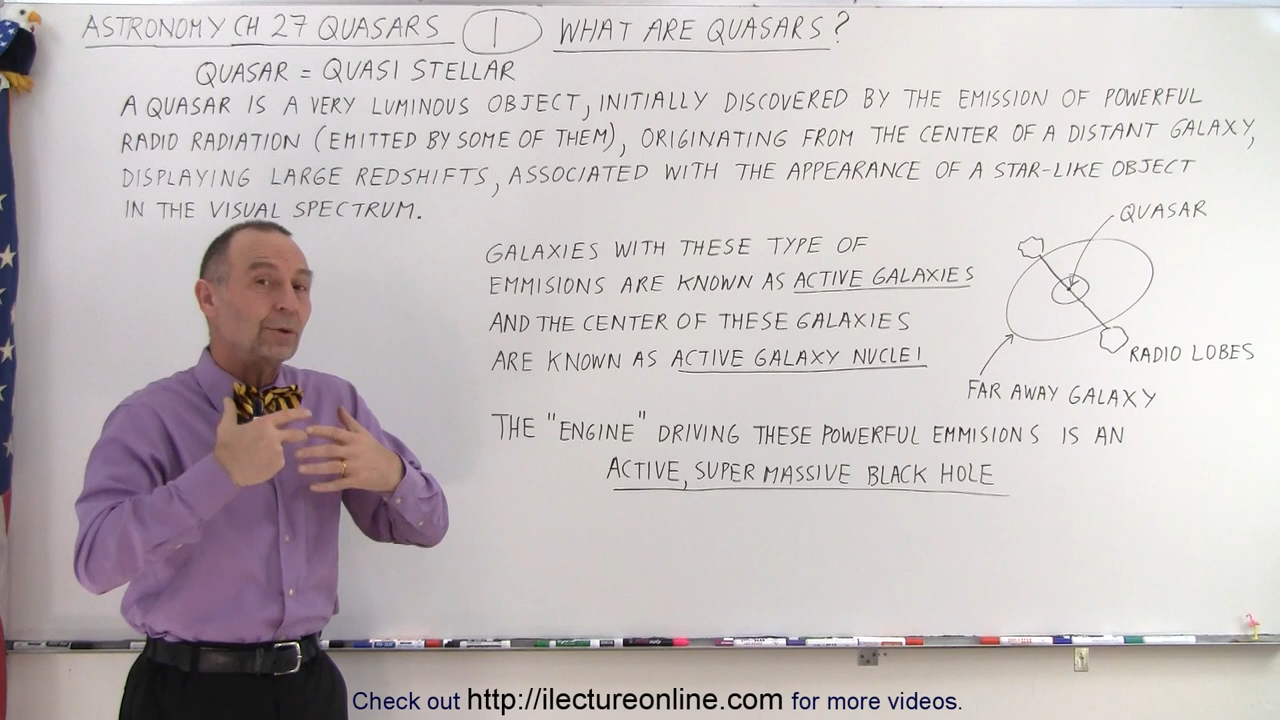 ASTRONOMY CH 27 QUASARS 1 WHAT ARE QUASARS?
QUASAR = QUASI STELLAR
A QUASAR IS A VERY LUMINOUS OBJECT, INITIALLY DISCOVERED BY THE EMISSION OF POWERFUL
RADIO RADIATION (EMITTED BY SOME OF THEM), ORIGINATING FROM THE CENTER OF A DISTANT GALAXY,
DISPLAYING LARGE REDSHIFTS, ASSOCIATED WITH THE APPEARANCE OF A STAR-LIKE OBJECT
IN THE VISUAL SPECTRUM.
GALAXIES WITH THESE TYPE OF
EMMISIONS ARE KNOWN AS ACTIVE GALAXIES
AND THE CENTER OF THESE GALAXIES
ARE KNOWN AS ACTIVE GALAXY NUCLEI
QUASAR
RADIO LOBES
FAR AWAY GALAXY
THE "ENGINE" DRIVING THESE POWERFUL EMMISIONS IS AN
ACTIVE, SUPER MASSIVE BLACK HOLE
Check out http://ilectureonline.com for more videos.